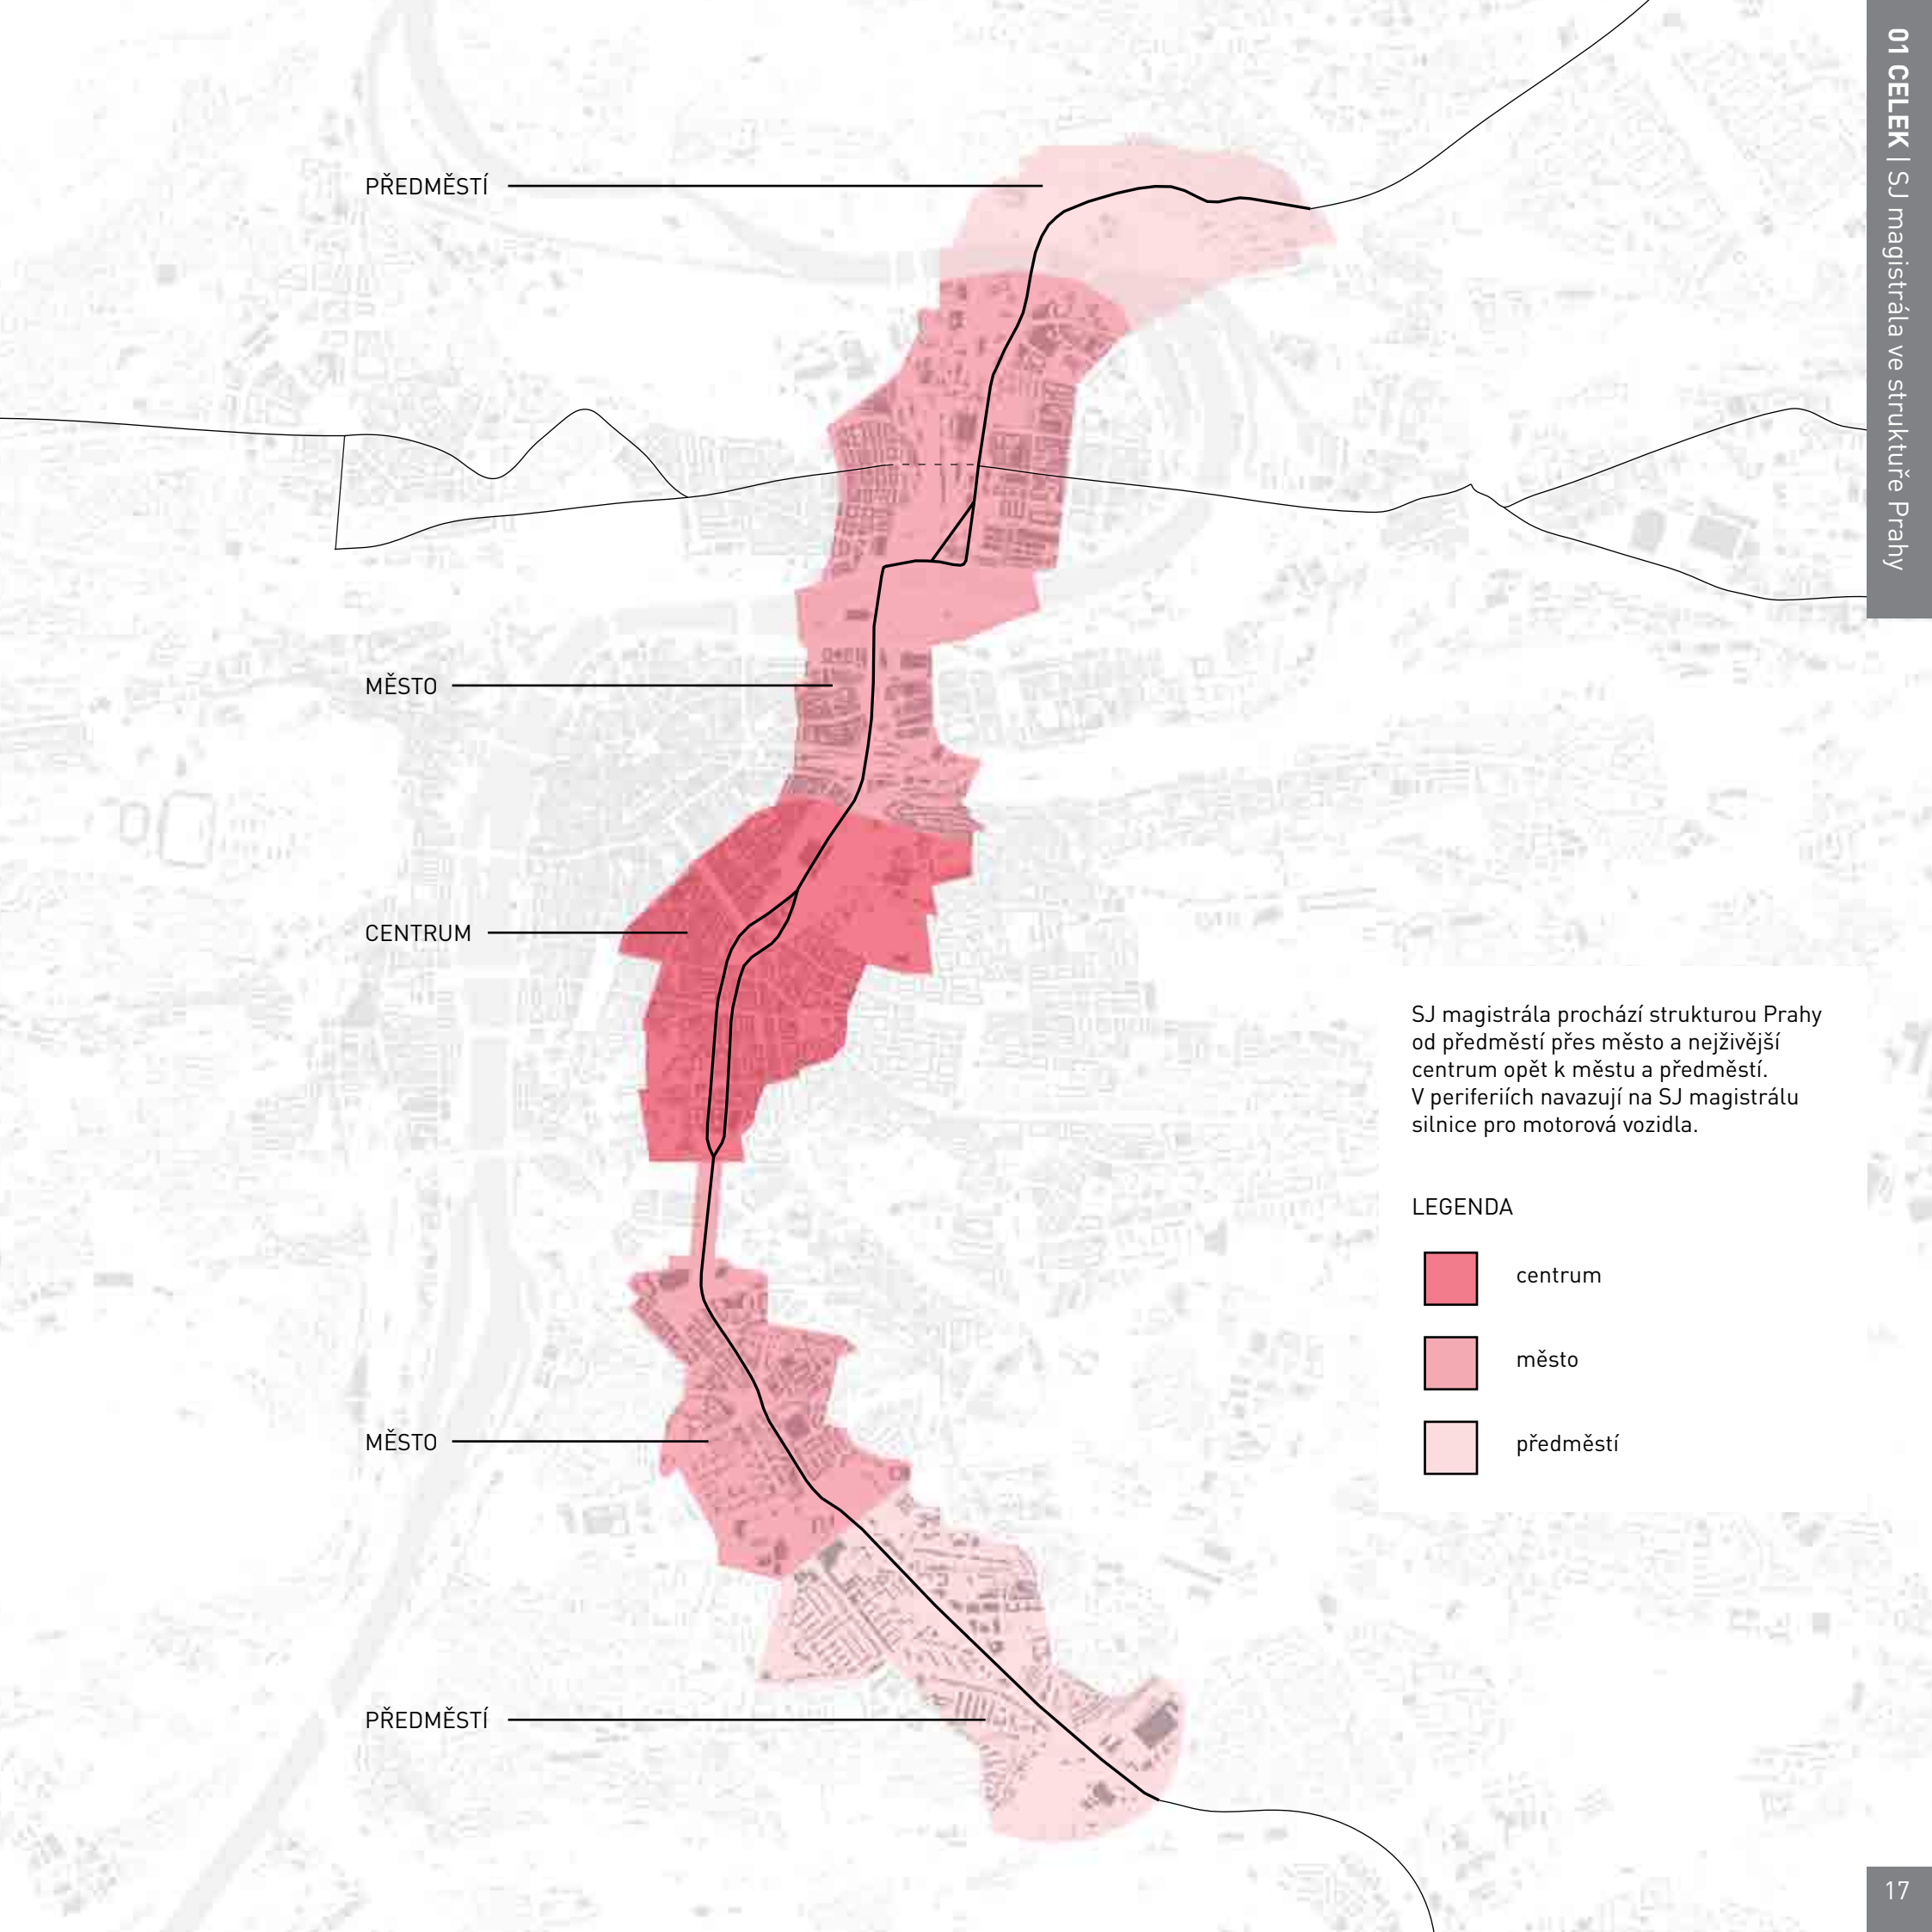 01 CELEK | SJ magistrála ve struktuře Prahy
PŘEDMĚSTÍ
MĚSTO
CENTRUM
SJ magistrála prochází strukturou Prahy
od předměstí přes město a nejživější
centrum opět k městu a předměstí.
V periferiích navazují na SJ magistrálu
silnice pro motorová vozidla.
LEGENDA
centrum
město
předměstí
MĚSTO
PŘEDMĚSTÍ
17